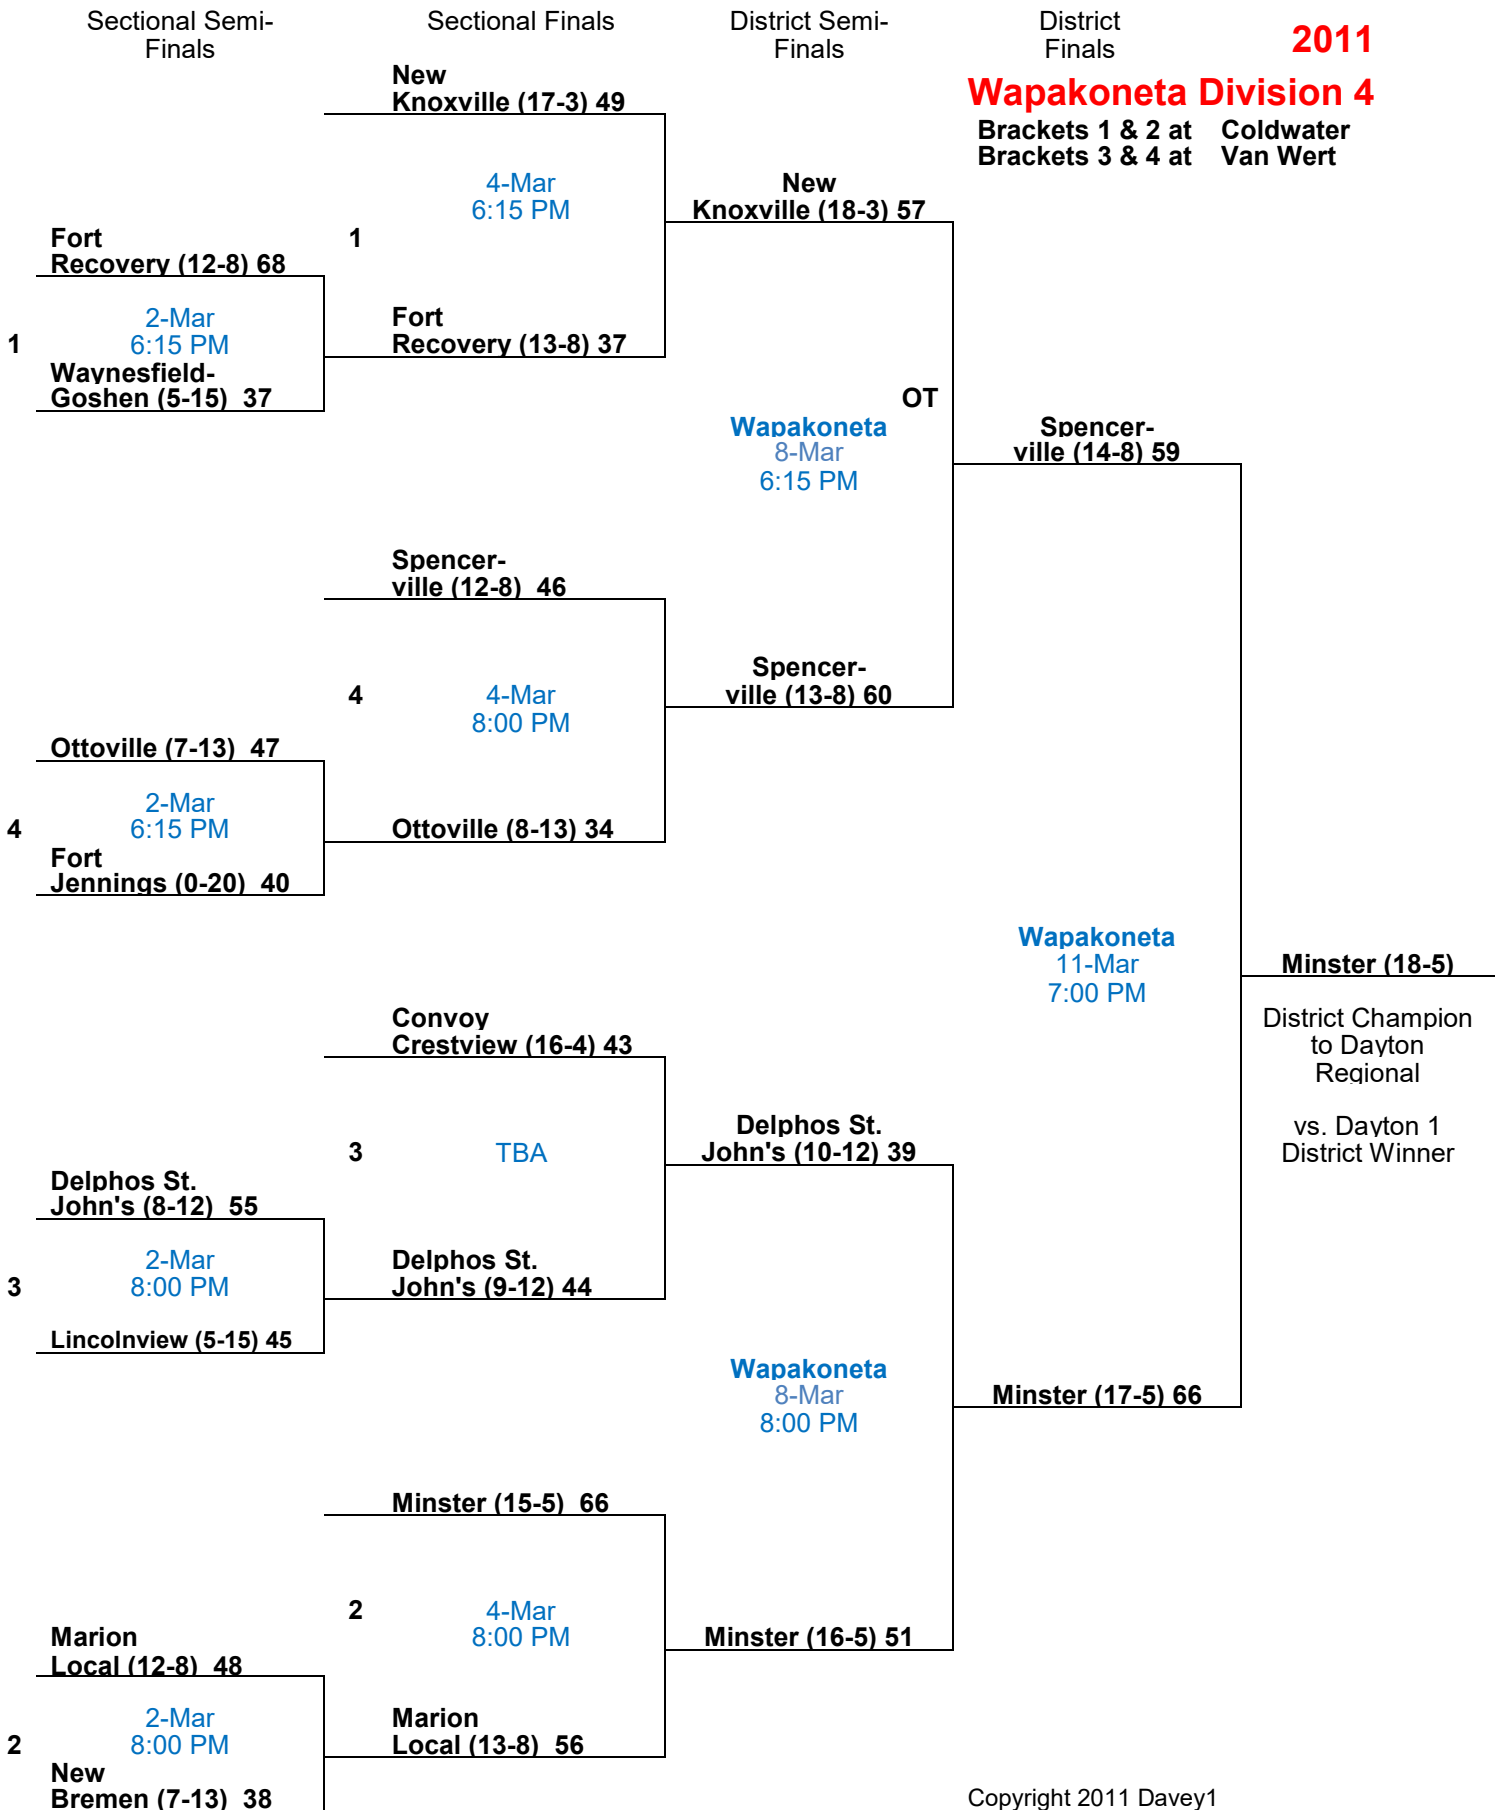 Sectional Semi-
Finals
Sectional Finals
District Semi-
Finals
District
Finals
2011
Wapakoneta Division 4
Brackets 1 & 2 at Coldwater
Brackets 3 & 4 at Van Wert
New
Knoxville (17-3) 49
4-Mar
6:15 PM
New
Knoxville (18-3) 57
1
Fort
Recovery (12-8) 68
2-Mar
6:15 PM
1
Fort
Recovery (13-8) 37
Waynesfield-
Goshen (5-15) 37
OT
Wapakoneta
8-Mar
6:15 PM
Spencer-
ville (14-8) 59
Spencer-
ville (12-8) 46
4
4-Mar
8:00 PM
Spencer-
ville (13-8) 60
Ottoville (7-13) 47
2-Mar
6:15 PM
4
Ottoville (8-13) 34
Fort
Jennings (0-20) 40
Wapakoneta
11-Mar
7:00 PM
Minster (18-5)
District Champion
to Dayton
Regional
vs. Dayton 1
District Winner
Convoy
Crestview (16-4) 43
3
TBA
Delphos St.
John's (10-12) 39
Delphos St.
John's (8-12) 55
2-Mar
8:00 PM
3
Delphos St.
John's (9-12) 44
Lincolnview (5-15) 45
Wapakoneta
8-Mar
8:00 PM
Minster (17-5) 66
Minster (15-5) 66
2
4-Mar
8:00 PM
Minster (16-5) 51
Marion
Local (12-8) 48
2-Mar
8:00 PM
2
Marion
Local (13-8) 56
New
Bremen (7-13) 38
Copyright 2011 Davey1